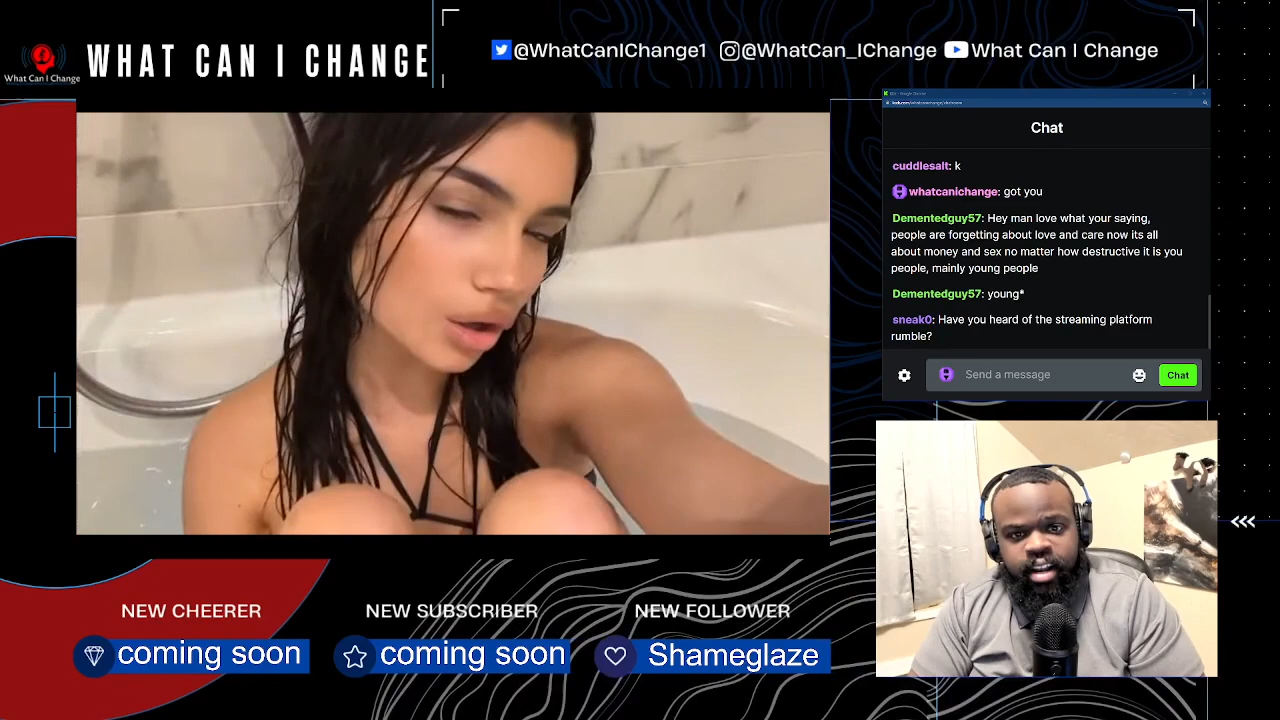 What Can I Change
WHAT CAN I CHANGE
@WhatCanIChange1 @WhatCan_IChange What Can I Change
Chat
cuddlesalt: k
whatcanichange: got you
Dementedguy57: Hey man love what your saying,
people are forgetting about love and care now its all
about money and sex no matter how destructive it is you
people, mainly young people
Dementedguy57: young*
sneak0: Have you heard of the streaming platform
rumble?
Send a message
Chat
NEW CHEERER
NEW SUBSCRIBER
NEW FOLLOWER
coming soon
coming soon
Shameglaze